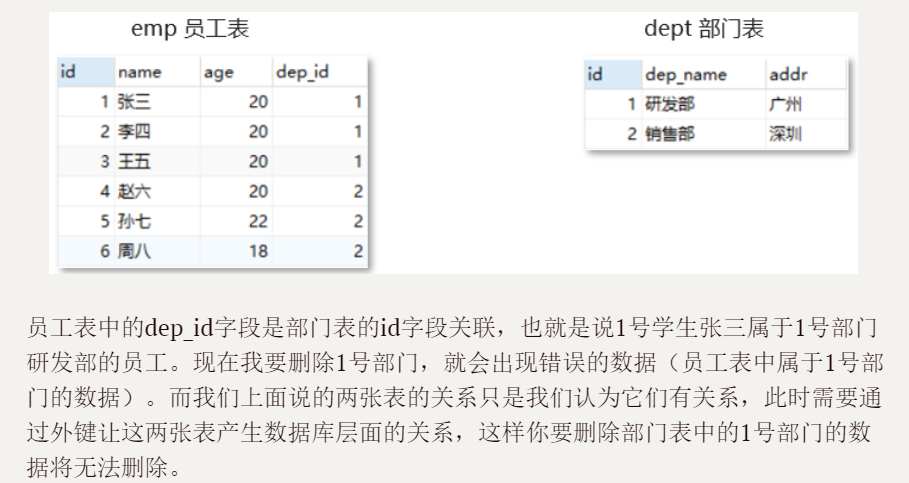 emp 员工表
dept 部门表
id name age dep_id
1 张三 20 1
2 李四 20 1
3 王五 20 1
4 赵六 20 2
5 孙七 22 2
6 周八 18 2
id dep_name addr
1 研发部 广州
2 销售部 深圳
员工表中的dep_id字段是部门表的id字段关联，也就是说1号学生张三属于1号部门
研发部的员工。现在我要删除1号部门，就会出现错误的数据（员工表中属于1号部
门的数据）。而我们上面说的两张表的关系只是我们认为它们有关系，此时需要通
过外键让这两张表产生数据库层面的关系，这样你要删除部门表中的1号部门的数
据将无法删除。